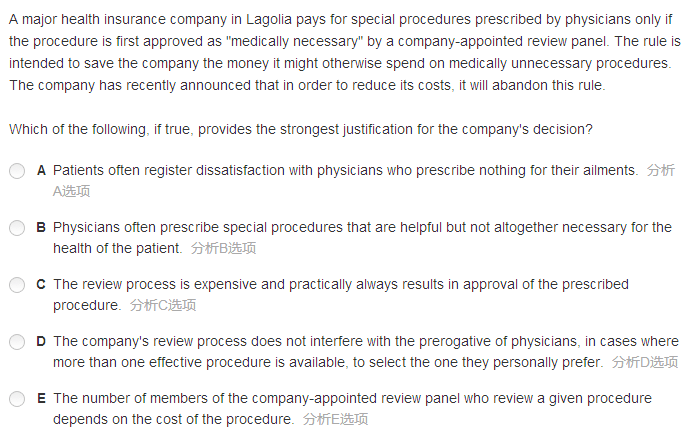 A major health insurance company in Lagolia pays for special procedures prescribed by physicians only if
the procedure is first approved as "medically necessary" by a company-appointed review panel. The rule is
intended to save the company the money it might otherwise spend on medically unnecessary procedures.
The company has recently announced that in order to reduce its costs, it will abandon this rule.
Which of the following, if true, provides the strongest justification for the company's decision?
A Patients often register dissatisfaction with physicians who prescribe nothing for their ailments. 分析
A选项
B Physicians often prescribe special procedures that are helpful but not altogether necessary for the
health of the patient. 分析B选项
C The review process is expensive and practically always results in approval of the prescribed
procedure. 分析C选项
D The company's review process does not interfere with the prerogative of physicians, in cases where
more than one effective procedure is available, to select the one they personally prefer. 分析D选项
E The number of members of the company-appointed review panel who review a given procedure
depends on the cost of the procedure. 分析E选项